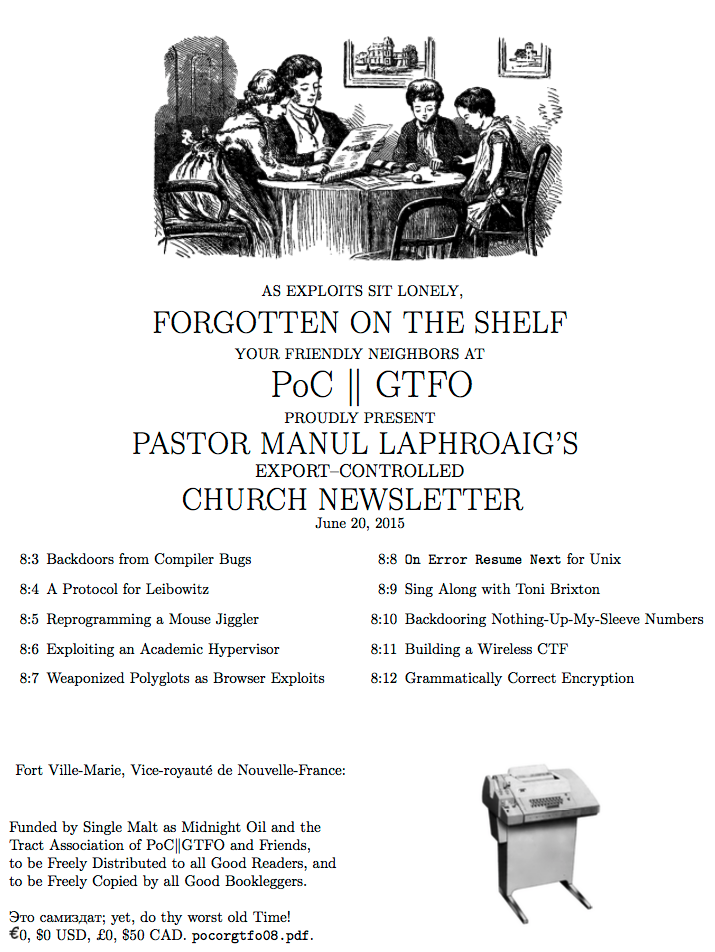 AS EXPLOITS SIT LONELY,
FORGOTTEN ON THE SHELF
YOUR FRIENDLY NEIGHBORS AT
PoC || GTFO
PROUDLY PRESENT
PASTOR MANUL LAPHROAIG'S
EXPORT–CONTROLLED
CHURCH NEWSLETTER
June 20, 2015
8:3 Backdoors from Compiler Bugs
8:4 A Protocol for Leibowitz
8:5 Reprogramming a Mouse Jiggler
8:6 Exploiting an Academic Hypervisor
8:7 Weaponized Polyglots as Browser Exploits
8:8 On Error Resume Next for Unix
8:9 Sing Along with Toni Brixton
8:10 Backdooring Nothing-Up-My-Sleeve Numbers
8:11 Building a Wireless CTF
8:12 Grammatically Correct Encryption
Fort Ville-Marie, Vice-royauté de Nouvelle-France:
Funded by Single Malt as Midnight Oil and the
Tract Association of PoC||GTFO and Friends,
to be Freely Distributed to all Good Readers, and
to be Freely Copied by all Good Bookleggers.
Это самиздат; yet, do thy worst old Time!
€0, $0 USD, £0, $50 CAD. pocorgtfo08.pdf.